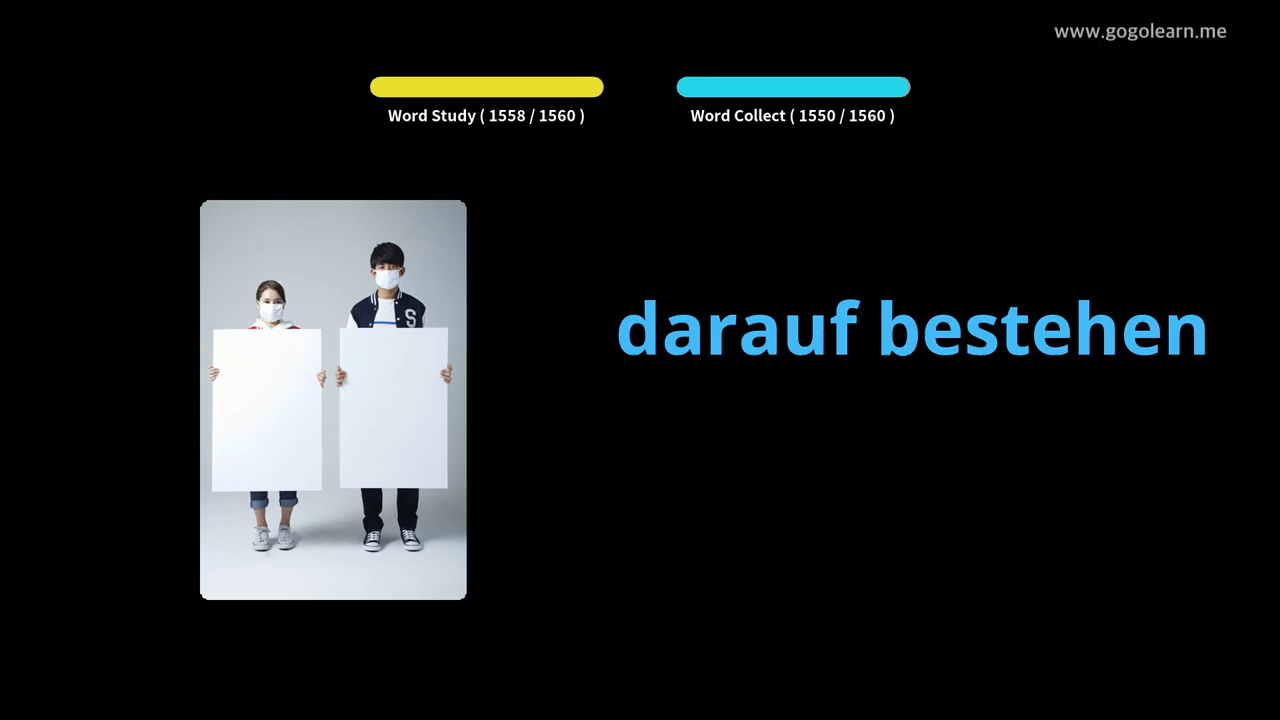 www.gogolearn.me
Word Study ( 1558 / 1560 )
Word Collect ( 1550 / 1560 )
S
darauf bestehen